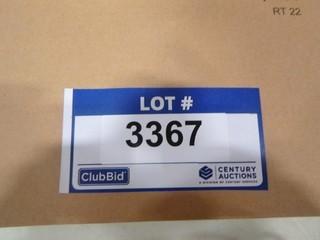 RT 22
LOT #
3367
ClubBid
CENTURY
AUCTIONS
A DIVISION OF CENTURY SERVICES